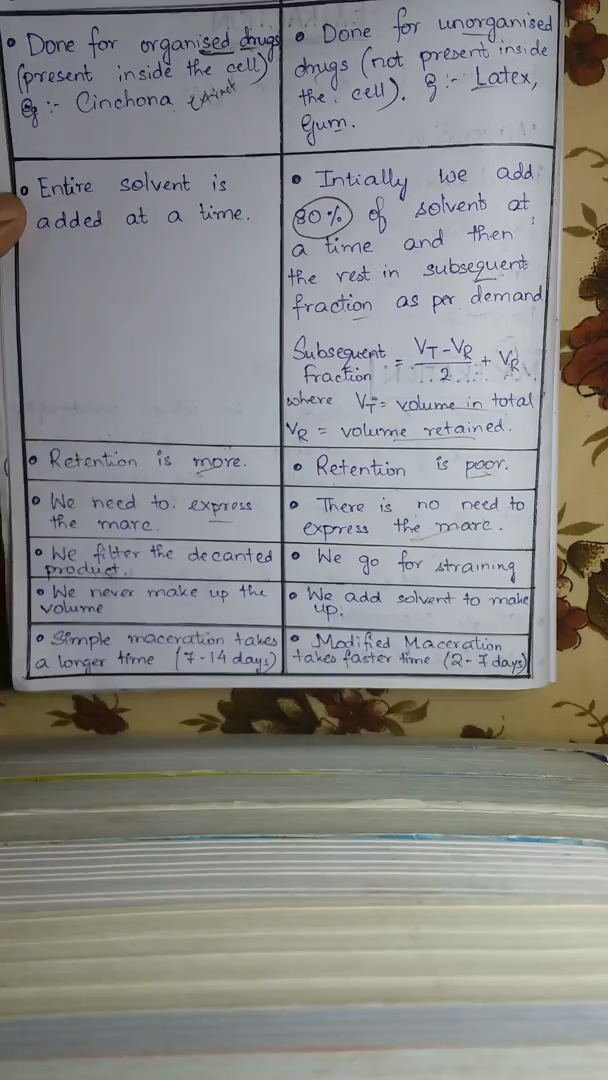 • Done for organised drugs
(present inside the cell)
Eg :- Cinchona extract
• Done for unorganised
drugs (not present inside
the cell). Eg :- Latex,
Gum.
• Entire solvent is
added at a time.
• Intially we add
80% of solvent at
a time and then
the rest in subsequent
fraction as per demand
Subsequent fraction = (VT - VR)/2 + VR
where VT = volume in total
VR = volume retained.
• Retention is more.
• Retention is poor.
• We need to express
the marc.
• There is no need to
express the marc.
• We filter the decanted
product.
• We go for straining
• We never make up the
volume
• We add solvent to make
up.
• Simple maceration takes
a longer time (7-14 days)
• Modified Maceration
takes faster time (2-7 days)